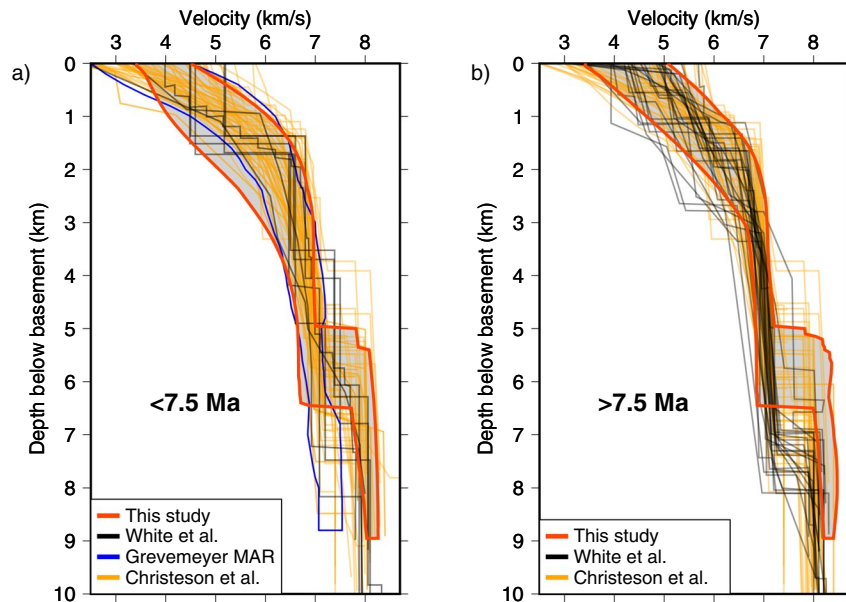 Velocity (km/s)
3 4 5 6 7 8
a)
0
1
2
3
4
5
6
7
8
9
10
Depth below basement (km)
<7.5 Ma
This study
White et al.
Grevemeyer MAR
Christeson et al.
Velocity (km/s)
3 4 5 6 7 8
b)
0
1
2
3
4
5
6
7
8
9
10
Depth below basement (km)
>7.5 Ma
This study
White et al.
Christeson et al.